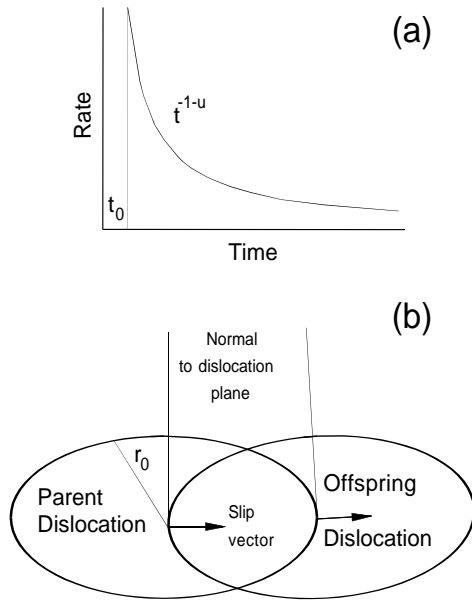 (a)
Rate
t^-1-u
t₀
Time
(b)
Normal
to dislocation
plane
r₀
Parent
Dislocation
Slip
vector
Offspring
Dislocation